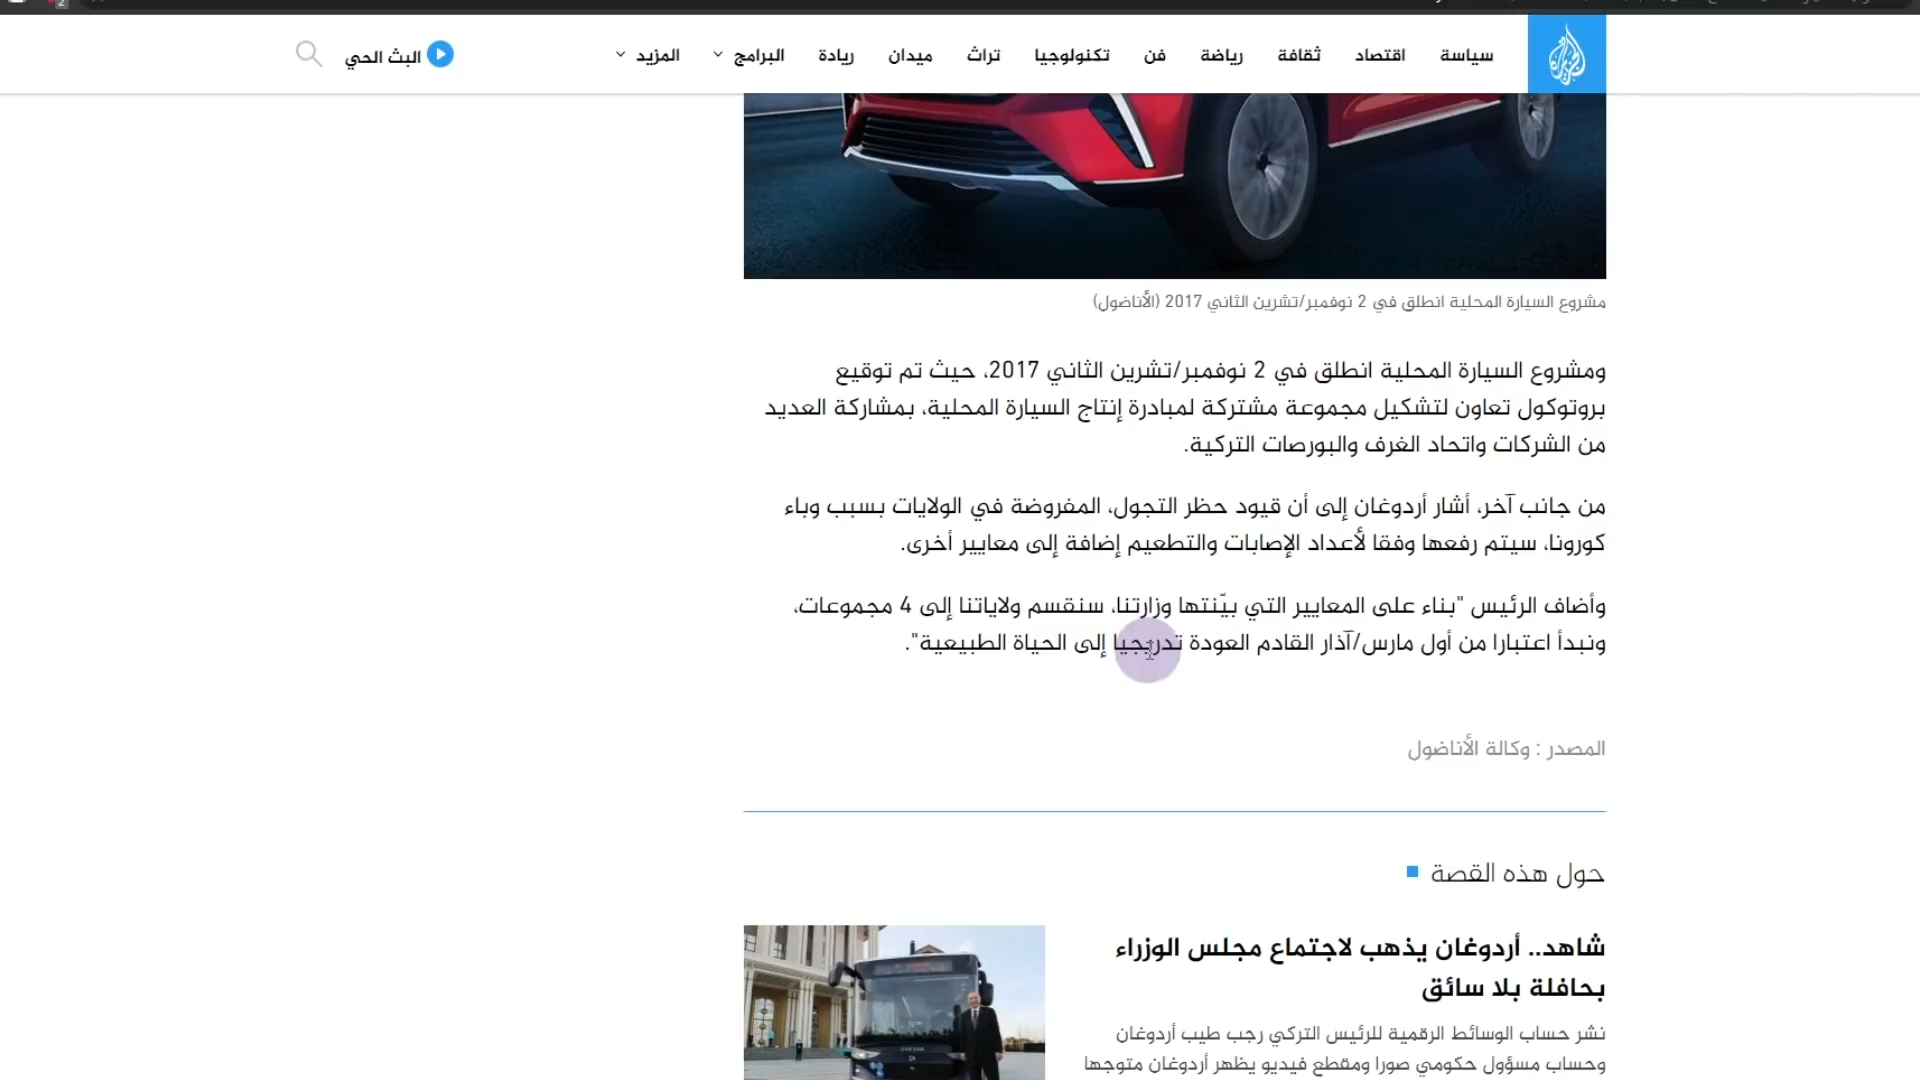 2
سياسة
اقتصاد
ثقافة
رياضة
فن
تكنولوجيا
تراث
ميدان
ريادة
البرامج
المزيد
البث الحي
مشروع السيارة المحلية انطلق في 2 نوفمبر/تشرين الثاني 2017 (الأناضول)
ومشروع السيارة المحلية انطلق في 2 نوفمبر/تشرين الثاني 2017، حيث تم توقيع
بروتوكول تعاون لتشكيل مجموعة مشتركة لمبادرة إنتاج السيارة المحلية، بمشاركة العديد
من الشركات واتحاد الغرف والبورصات التركية.
من جانب آخر، أشار أردوغان إلى أن قيود حظر التجول، المفروضة في الولايات بسبب وباء
كورونا، سيتم رفعها وفقا لأعداد الإصابات والتطعيم إضافة إلى معايير أخرى.
وأضاف الرئيس "بناء على المعايير التي بيّنتها وزارتنا، سنقسم ولاياتنا إلى 4 مجموعات،
ونبدأ اعتبارا من أول مارس/آذار القادم العودة تدريجيا إلى الحياة الطبيعية".
المصدر : وكالة الأناضول
حول هذه القصة
شاهد.. أردوغان يذهب لاجتماع مجلس الوزراء
بحافلة بلا سائق
نشر حساب الوسائط الرقمية للرئيس التركي رجب طيب أردوغان
وحساب مسؤول حكومي صورا ومقطع فيديو يظهر أردوغان متوجها